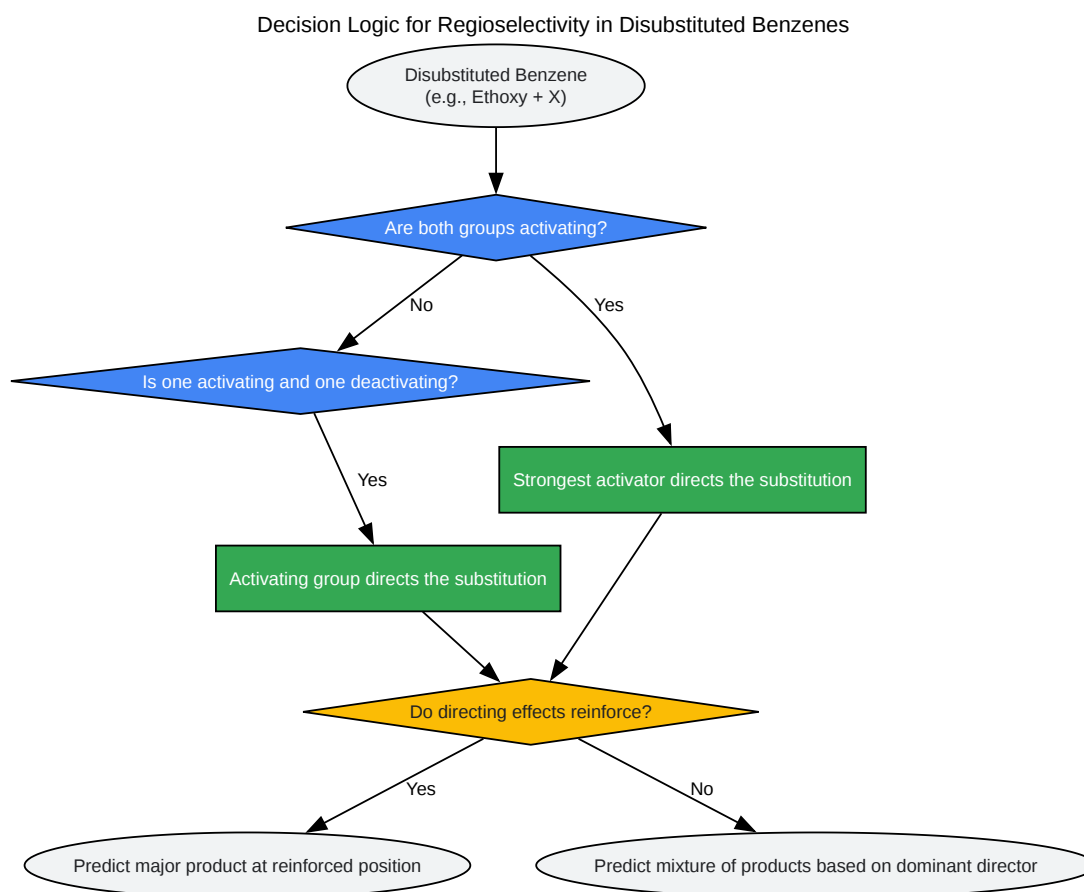 Decision Logic for Regioselectivity in Disubstituted Benzenes
Disubstituted Benzene
(e.g., Ethoxy + X)
Are both groups activating?
No
Yes
Is one activating and one deactivating?
Yes
Strongest activator directs the substitution
Activating group directs the substitution
Do directing effects reinforce?
Yes
No
Predict major product at reinforced position
Predict mixture of products based on dominant director